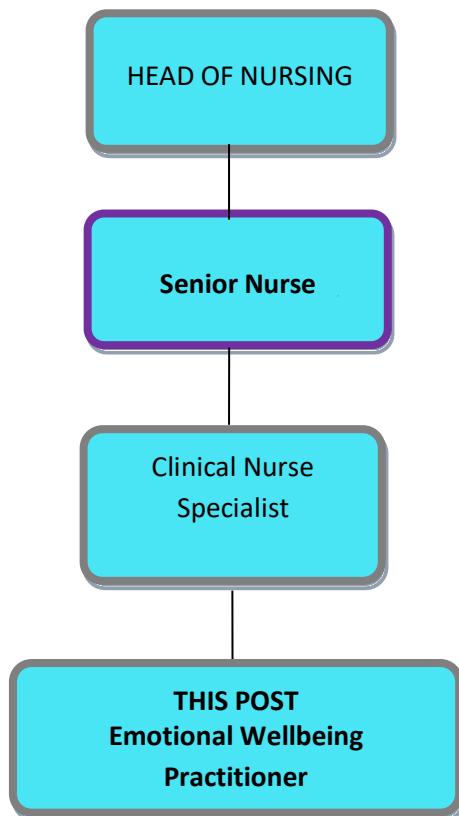 HEAD OF NURSING
Senior Nurse
Clinical Nurse
Specialist
THIS POST
Emotional Wellbeing
Practitioner